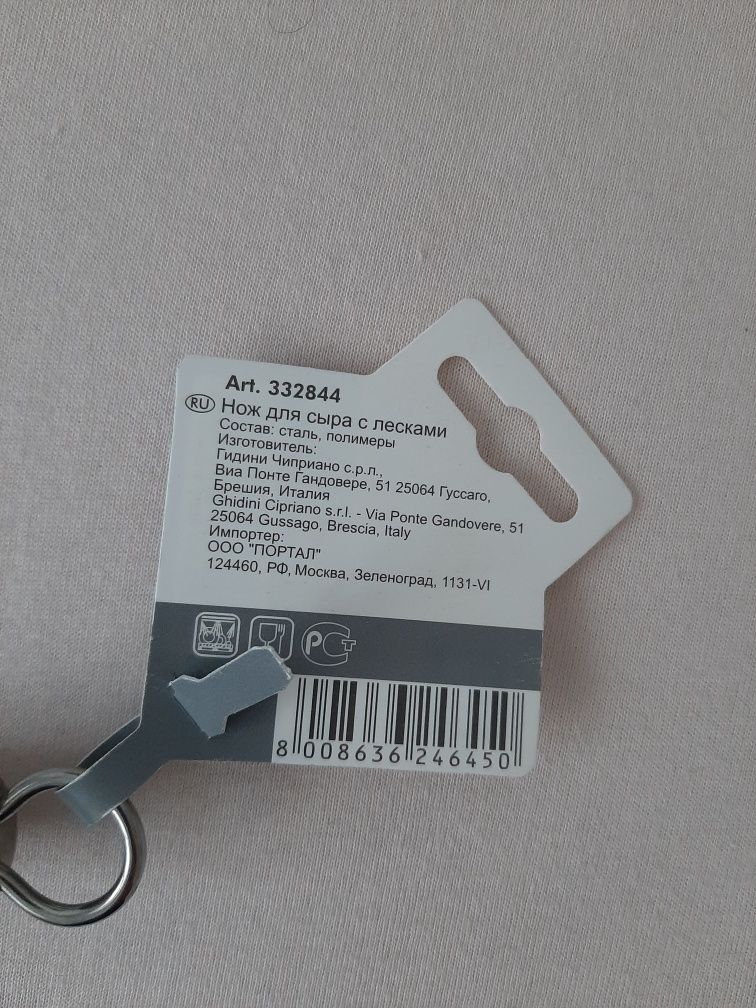 Art. 332844
RU Нож для сыра с лесками
Состав: сталь, полимеры
Изготовитель:
Гидини Чиприано с.р.л.,
Виа Понте Гандовере, 51 25064 Гуссаго,
Брешия, Италия
Ghidini Cipriano s.r.l. - Via Ponte Gandovere, 51
25064 Gussago, Brescia, Italy
Импортер:
ООО "ПОРТАЛ"
124460, РФ, Москва, Зеленоград, 1131-VI
РСТ
8 008636 246450